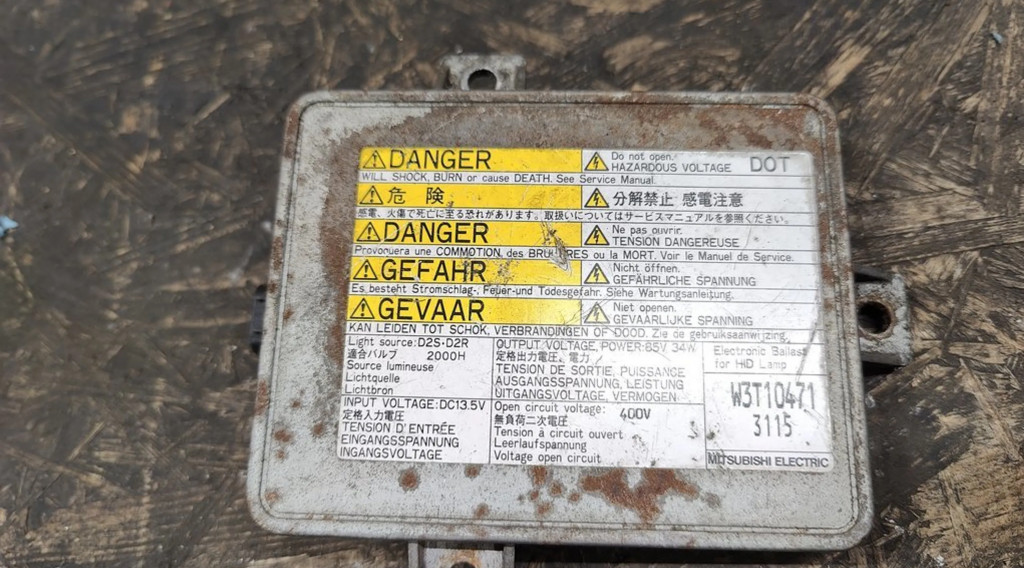 DANGER
Do not open.
HAZARDOUS VOLTAGE
DOT
WILL SHOCK, BURN or cause DEATH. See Service Manual.
危 険
分解禁止 感電注意
感電、火傷で死亡に至る恐れがあります。取扱いについてはサービスマニュアルを参照ください。
DANGER
Ne pas ouvrir.
TENSION DANGEREUSE
Provoquera une COMMOTION, des ou la MORT. Voir le Manuel de Service.
GEFAHR
Nicht öffnen.
GEFÄHRLICHE SPANNUNG
Es besteht Stromschlag-, Feuer-und Todesgefahr. Siehe Wartungsanleitung.
GEVAAR
Niet openen.
GEVAARLIJKE SPANNING
KAN LEIDEN TOT SCHOK, VERBRANDINGEN OF DOOD. Zie de gebruiksaanwijzing.
Light source:D2S·D2R
適合バルブ 2000H
Source lumineuse
Lichtquelle
Lichtbron
INPUT VOLTAGE:DC13.5V
定格入力電圧
TENSION D'ENTRÉE
EINGANGSSPANNUNG
INGANGSVOLTAGE
OUTPUT VOLTAGE, POWER:85V 34W
定格出力電圧, 電力
TENSION DE SORTIE, PUISSANCE
AUSGANGSSPANNUNG, LEISTUNG
UITGANGSVOLTAGE, VERMOGEN
Open circuit voltage: 400V
無負荷二次電圧
Tension à circuit ouvert
Leerlaufspannung
Voltage open circuit
Electronic Ballast
for HID Lamp
W3T10471
3115
MITSUBISHI ELECTRIC